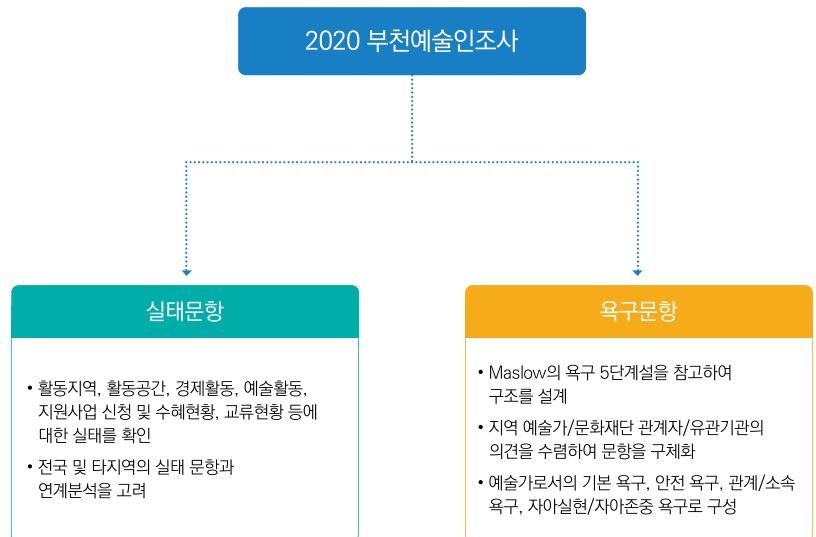 2020 부천예술인조사
실태문항
• 활동지역, 활동공간, 경제활동, 예술활동,
지원사업 신청 및 수혜현황, 교류현황 등에
대한 실태를 확인
• 전국 및 타지역의 실태 문항과
연계분석을 고려
욕구문항
• Maslow의 욕구 5단계설을 참고하여
구조를 설계
• 지역 예술가/문화재단 관계자/유관기관의
의견을 수렴하여 문항을 구체화
• 예술가로서의 기본 욕구, 안전 욕구, 관계/소속
욕구, 자아실현/자아존중 욕구로 구성